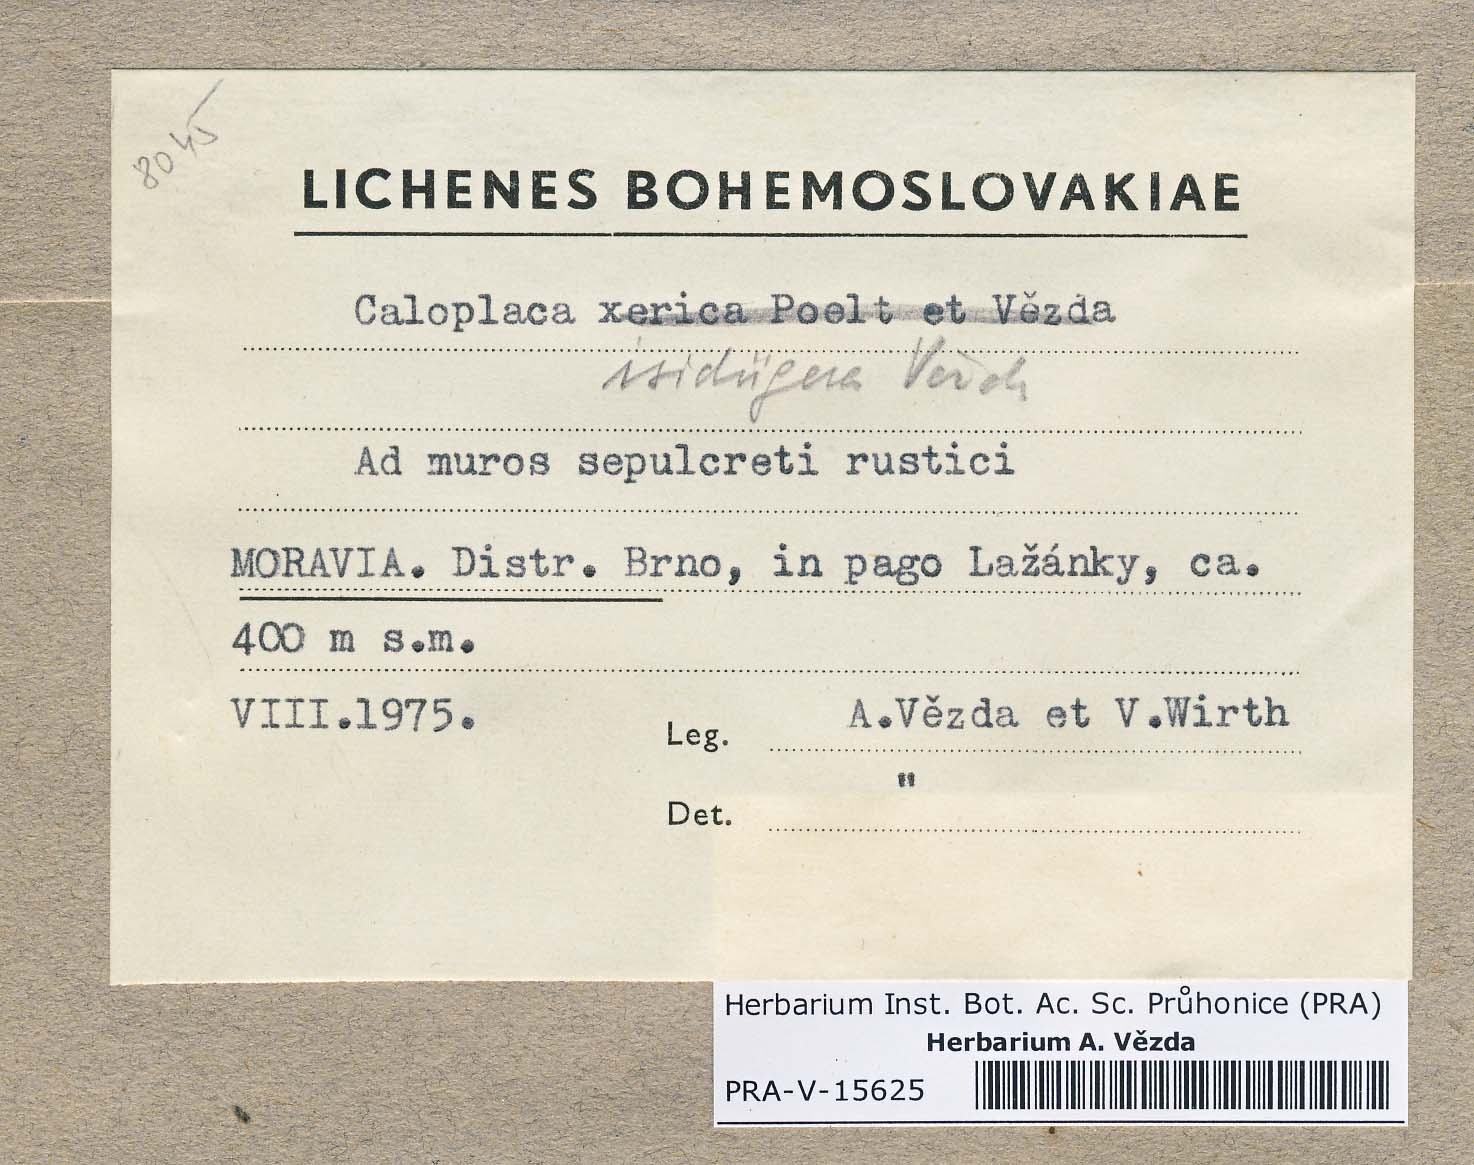 8045
LICHENES BOHEMOSLOVAKIAE
Caloplaca xerica Poelt et Vězda
isidiigera Vězda
Ad muros sepulcreti rustici
MORAVIA. Distr. Brno, in pago Lažánky, ca.
400 m s.m.
VIII.1975.
Leg. A.Vězda et V.Wirth
Det. "
Herbarium Inst. Bot. Ac. Sc. Průhonice (PRA)
Herbarium A. Vězda
PRA-V-15625